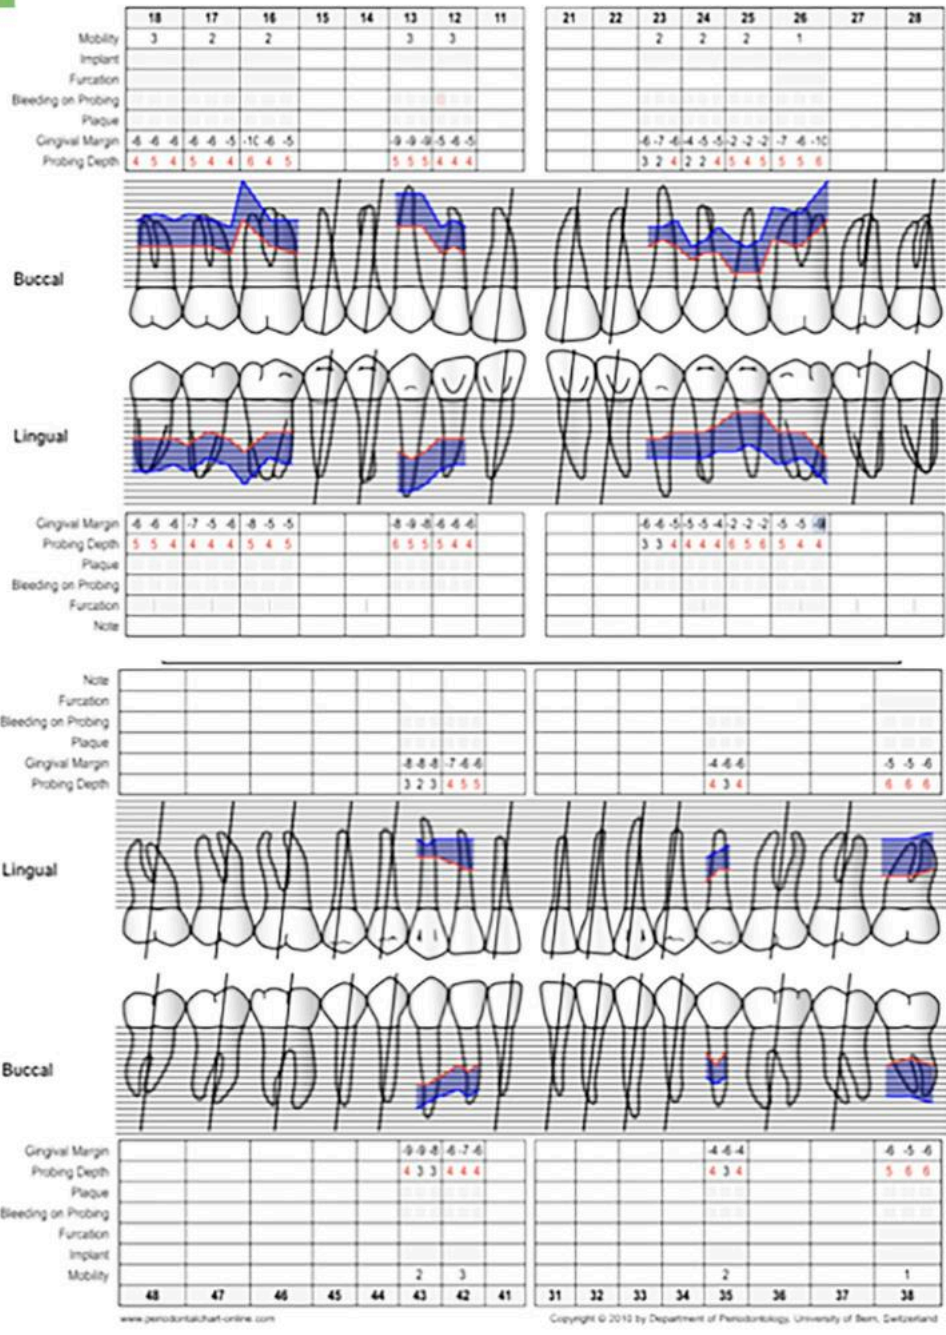 18 17 16 15 14 13 12 11 21 22 23 24 25 26 27 28
Mobility 3 2 2 3 3 2 2 2 1
Implant
Furcation
Bleeding on Probing
Plaque
Gingival Margin -6 -6 -6 -6 -6 -5 -10 -6 -5 -9 -9 -9 -5 -6 -5 -6 -7 -6 -4 -5 -5 -2 -2 -2 -7 -6 -10
Probing Depth 4 5 4 5 4 4 6 4 5 5 5 5 4 4 4 3 2 4 2 2 4 5 4 5 5 5 6
Buccal
Lingual
Gingival Margin -6 -6 -6 -7 -5 -6 -8 -5 -5 -8 -9 -8 -6 -6 -6 -6 -6 -5 -5 -5 -4 -2 -2 -2 -5 -5 -9
Probing Depth 5 5 4 4 4 4 5 4 5 6 5 5 5 4 4 3 3 4 4 4 4 6 5 6 5 4 4
Plaque
Bleeding on Probing
Furcation
Note
Note
Furcation
Bleeding on Probing
Plaque
Gingival Margin -8 -8 -8 -7 -6 -6 -4 -6 -6 -5 -5 -6
Probing Depth 3 2 3 4 5 5 4 3 4 6 6 6
Lingual
Buccal
Gingival Margin -9 -9 -8 -6 -7 -6 -4 -6 -4 -6 -5 -6
Probing Depth 4 3 3 4 4 4 4 3 4 5 6 6
Plaque
Bleeding on Probing
Furcation
Implant
Mobility 2 3 2 1
48 47 46 45 44 43 42 41 31 32 33 34 35 36 37 38
www.periodontalchart-online.com Copyright © 2010 by Department of Periodontology, University of Bern, Switzerland